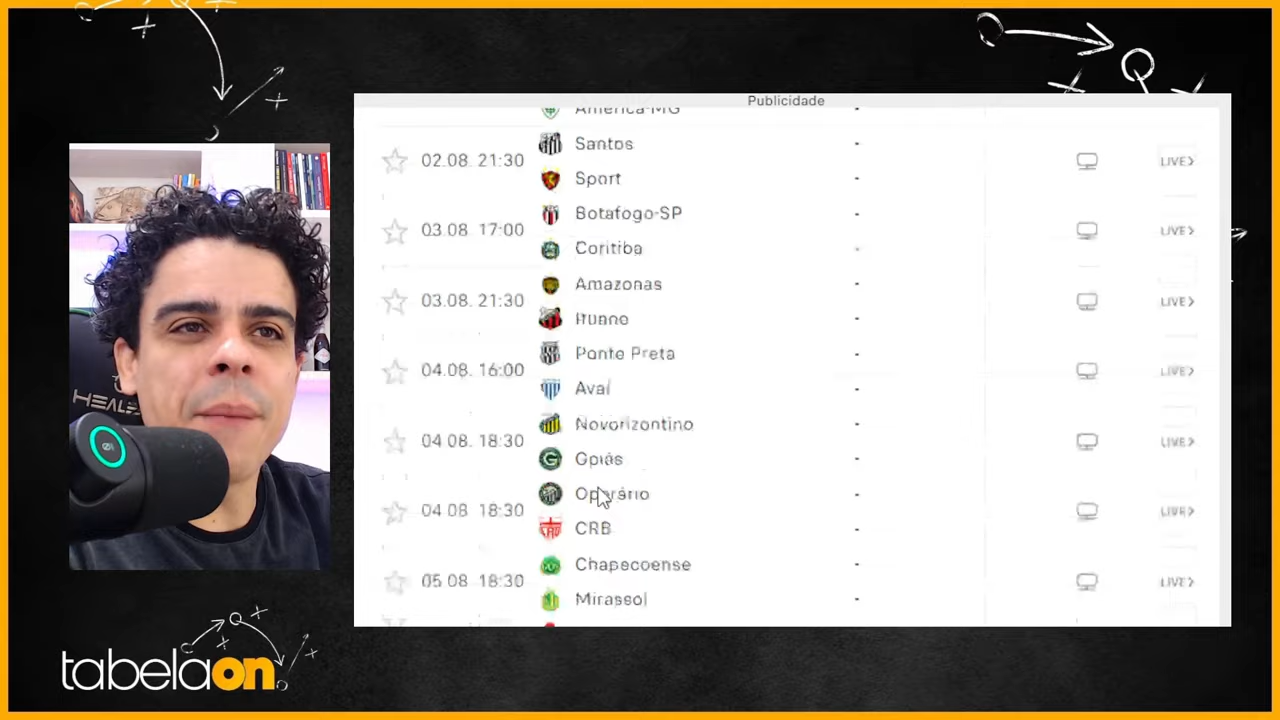 Publicidade
América-MG -
02.08. 21:30 Santos - LIVE
Sport -
03.08. 17:00 Botafogo-SP - LIVE
Coritiba -
03.08. 21:30 Amazonas - LIVE
Ituano -
04.08. 16:00 Ponte Preta - LIVE
Avaí -
04.08. 18:30 Novorizontino - LIVE
Goiás -
04.08. 18:30 Operário - LIVE
CRB -
05.08. 18:30 Chapecoense - LIVE
Mirassol -
HEAL
tabelaon